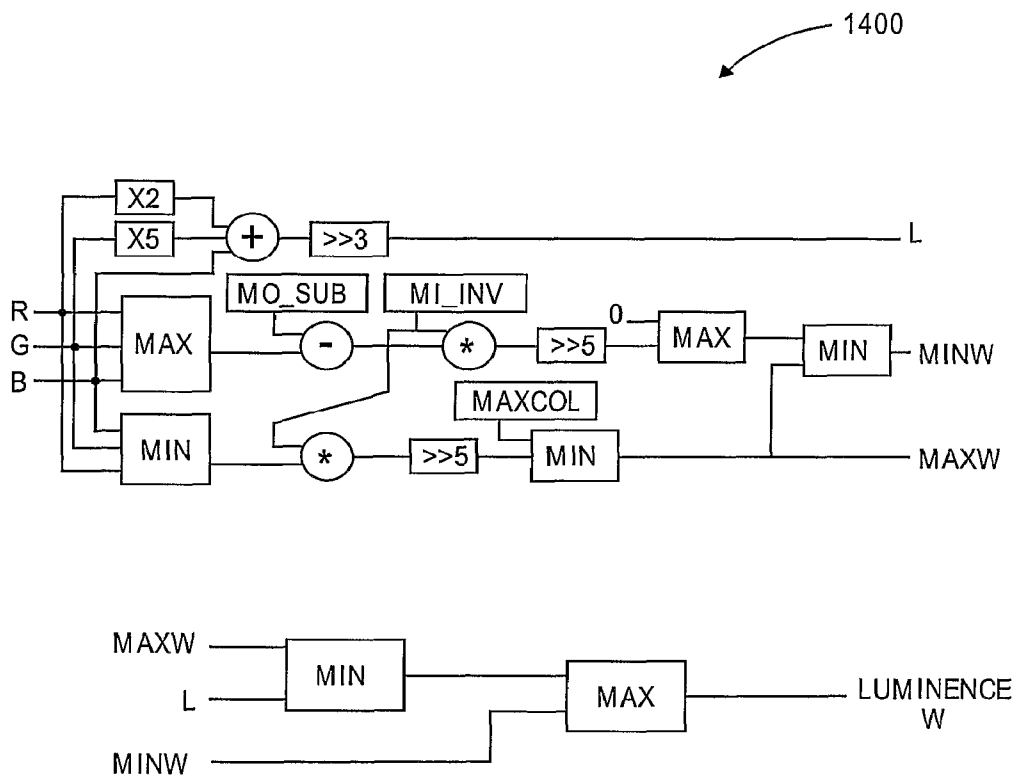 1400
X2
X5
+
>>3
L
MO_SUB
MI_INV
R
G
B
MAX
-
*
>>5
0
MAX
MIN
MINW
MAXCOL
MIN
*
>>5
MIN
MAXW
MAXW
L
MINW
MIN
MAX
LUMINENCE
W